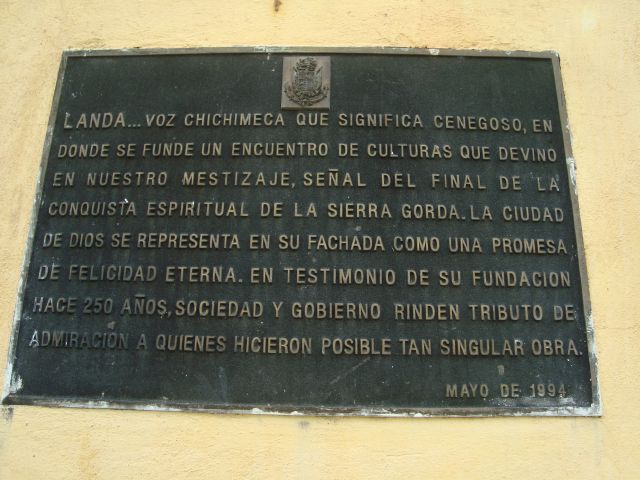 LANDA... VOZ CHICHIMECA QUE SIGNIFICA CENEGOSO, EN
DONDE SE FUNDE UN ENCUENTRO DE CULTURAS QUE DEVINO
EN NUESTRO MESTIZAJE, SEÑAL DEL FINAL DE LA
CONQUISTA ESPIRITUAL DE LA SIERRA GORDA. LA CIUDAD
DE DIOS SE REPRESENTA EN SU FACHADA COMO UNA PROMESA
DE FELICIDAD ETERNA. EN TESTIMONIO DE SU FUNDACION
HACE 250 AÑOS, SOCIEDAD Y GOBIERNO RINDEN TRIBUTO DE
ADMIRACION A QUIENES HICIERON POSIBLE TAN SINGULAR OBRA.
MAYO DE 1994